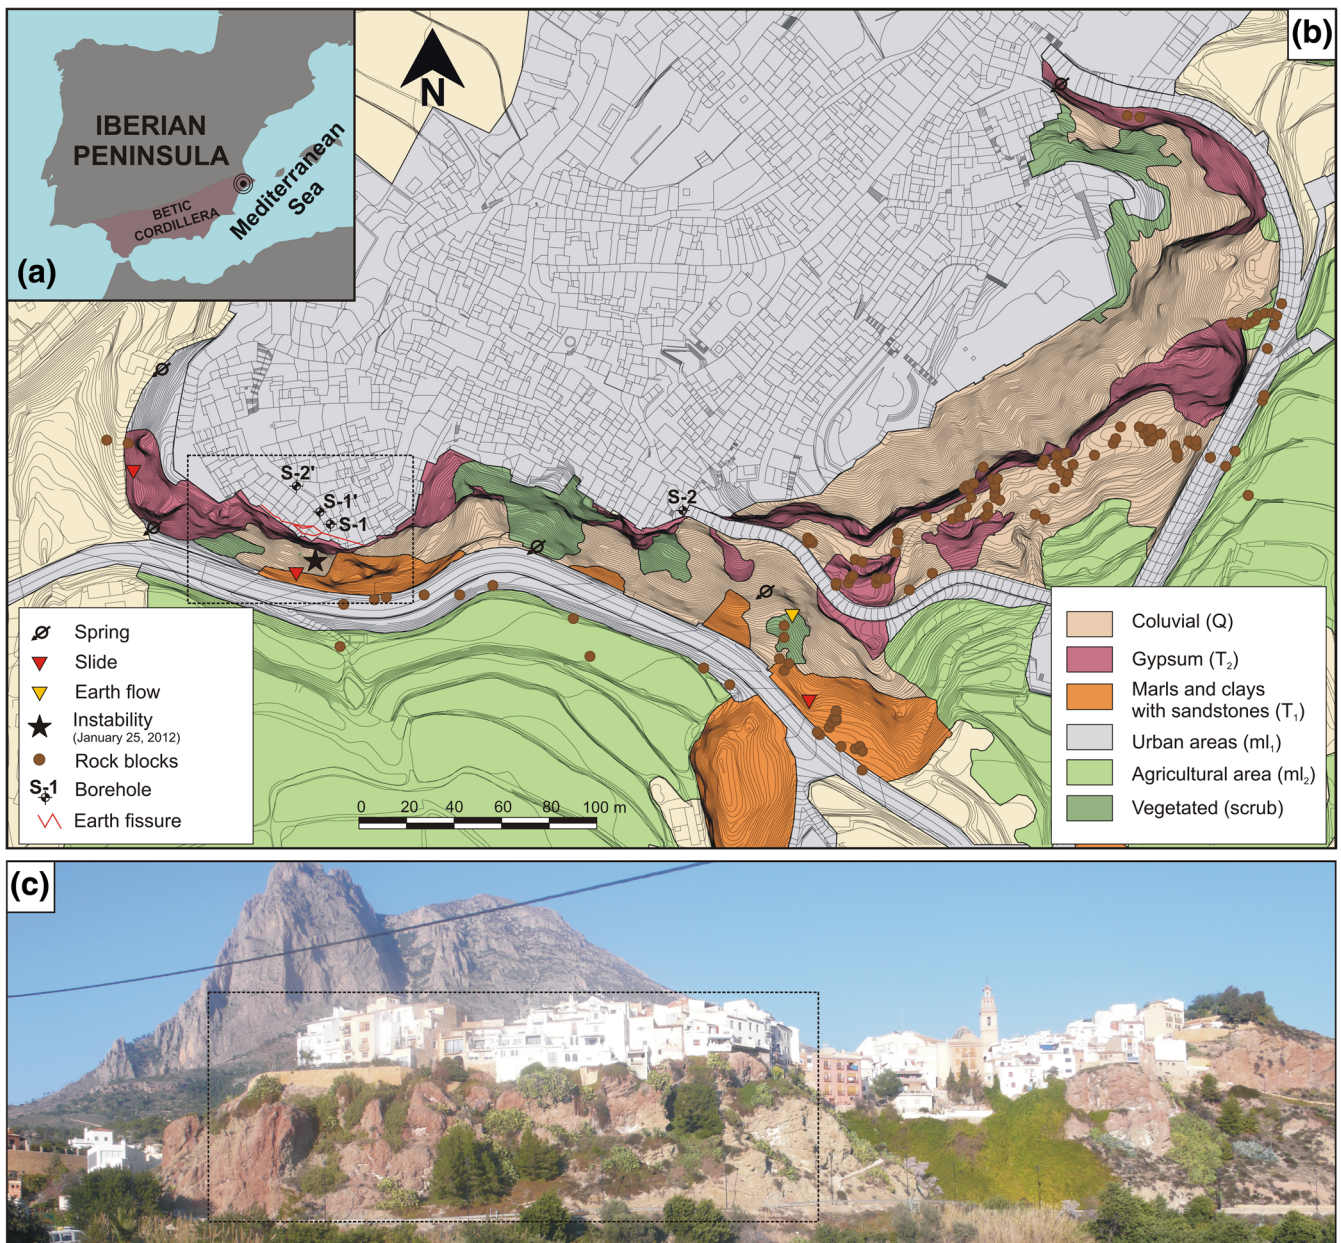 IBERIAN
PENINSULA
Mediterranean
Sea
BETIC
CORDILLERA
(a)
N
(b)
S-2'
S-1'
S-1
S-2
Spring
Slide
Earth flow
Instability
(January 25, 2012)
Rock blocks
S-1 Borehole
Earth fissure
0 20 40 60 80 100 m
Coluvial (Q)
Gypsum (T₂)
Marls and clays
with sandstones (T₁)
Urban areas (ml₁)
Agricultural area (ml₂)
Vegetated (scrub)
(c)